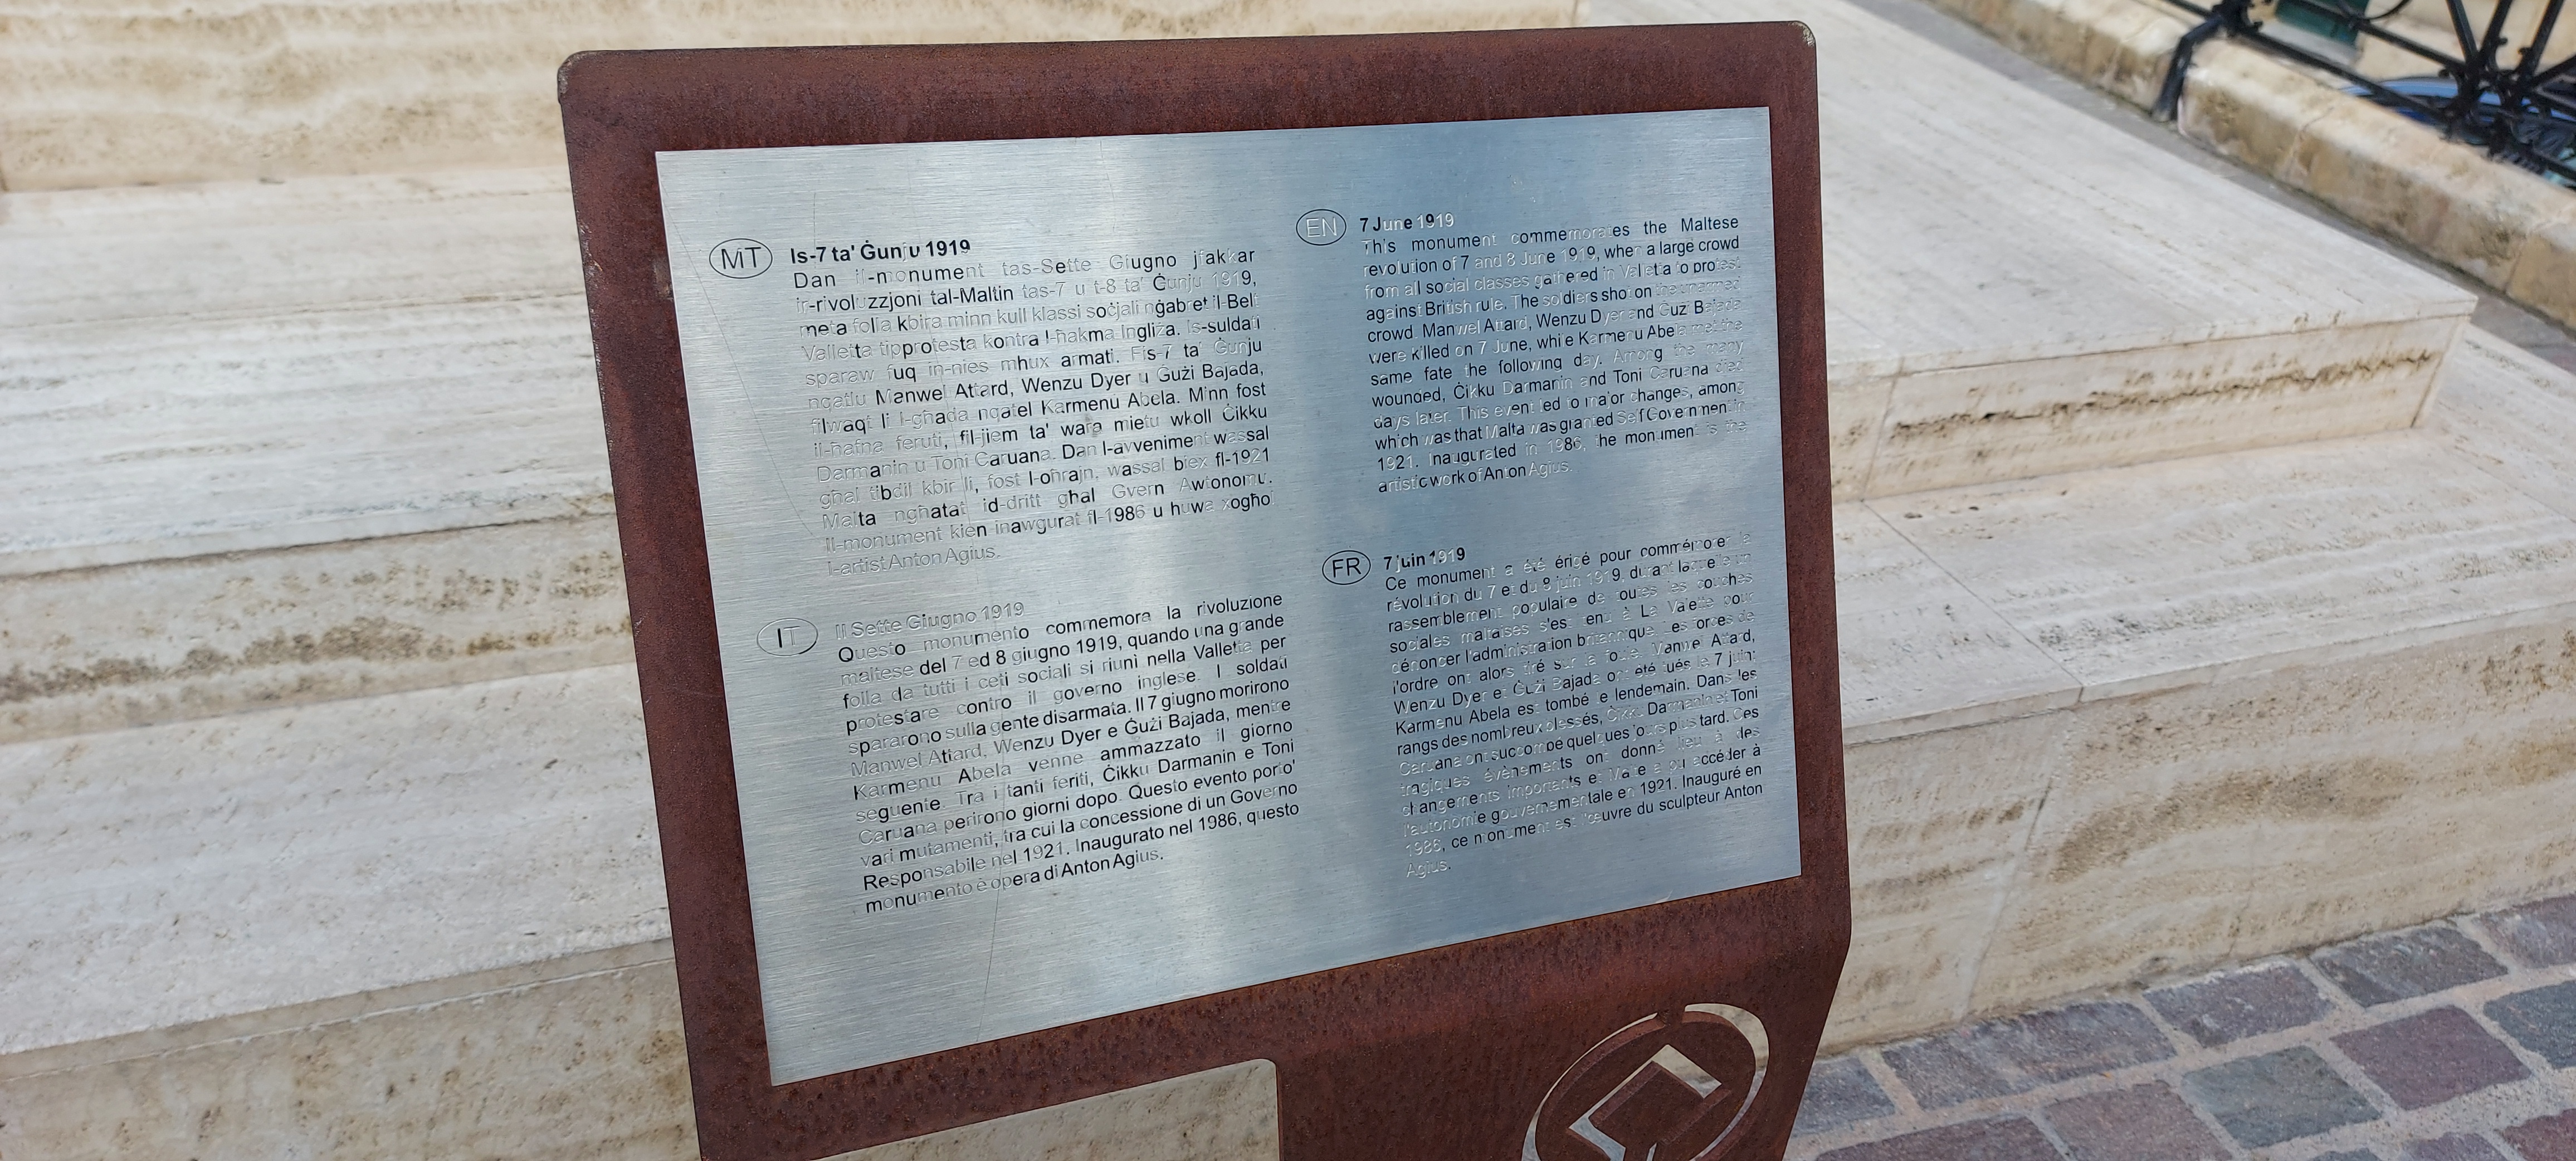 MT
Is-7 ta' Ġunju 1919
Dan il-monument tas-Sette Giugno jfakkar
ir-rivoluzzjoni tal-Maltin tas-7 u t-8 ta' Ġunju 1919,
meta folla kbira minn kull klassi soċjali nġabret il-Belt
Valletta tipprotesta kontra l-ħakma Ingliża. Is-suldati
sparaw fuq in-nies mhux armati. Fis-7 ta' Ġunju
nqatlu Manwel Attard, Wenzu Dyer u Ġużi Bajada,
filwaqt li l-għada nqatel Karmenu Abela. Minn fost
il-ħafna feruti, fil-jiem ta' wara mietu wkoll Ċikku
Darmanin u Toni Caruana. Dan l-avveniment wassal
għal tibdil kbir li, fost l-oħrajn, wassal biex fl-1921
Malta ngħatat id-dritt għal Gvern Awtonomu.
Il-monument kien inawgurat fl-1986 u huwa xogħol
l-artist Anton Agius.
IT
Il Sette Giugno 1919
Questo monumento commemora la rivoluzione
maltese del 7 ed 8 giugno 1919, quando una grande
folla da tutti i ceti sociali si riunì nella Valletta per
protestare contro il governo inglese. I soldati
spararono sulla gente disarmata. Il 7 giugno morirono
Manwel Attard, Wenzu Dyer e Ġużi Bajada, mentre
Karmenu Abela venne ammazzato il giorno
seguente. Tra i tanti feriti, Ċikku Darmanin e Toni
Caruana perirono giorni dopo. Questo evento porto'
vari mutamenti, tra cui la concessione di un Governo
Responsabile nel 1921. Inaugurato nel 1986, questo
monumento è opera di Anton Agius.
EN
7 June 1919
This monument commemorates the Maltese
revolution of 7 and 8 June 1919, when a large crowd
from all social classes gathered in Valletta to protest
against British rule. The soldiers shot on the unarmed
crowd. Manwel Attard, Wenzu Dyer and Ġuzi Bajada
were killed on 7 June, while Karmenu Abela met the
same fate the following day. Among the many
wounded, Ċikku Darmanin and Toni Caruana died
days later. This event led to major changes, among
which was that Malta was granted Self Government in
1921. Inaugurated in 1986, the monument is the
artistic work of Anton Agius.
FR
7 juin 1919
Ce monument a été érigé pour commémorer la
révolution du 7 et du 8 juin 1919, durant laquelle un
rassemblement populaire de toutes les couches
sociales maltaises s'est tenu à La Valette pour
dénoncer l'administration britannique. Les forces de
l'ordre ont alors tiré sur la foule. Manwel Attard,
Wenzu Dyer et Ġużi Bajada ont été tués le 7 juin;
Karmenu Abela est tombé le lendemain. Dans les
rangs des nombreux blessés, Ċikku Darmanin et Toni
Caruana ont succombé quelques jours plus tard. Ces
tragiques évènements ont donné lieu à des
changements importants et Malte a pu accéder à
l'autonomie gouvernementale en 1921. Inauguré en
1986, ce monument est l'œuvre du sculpteur Anton
Agius.